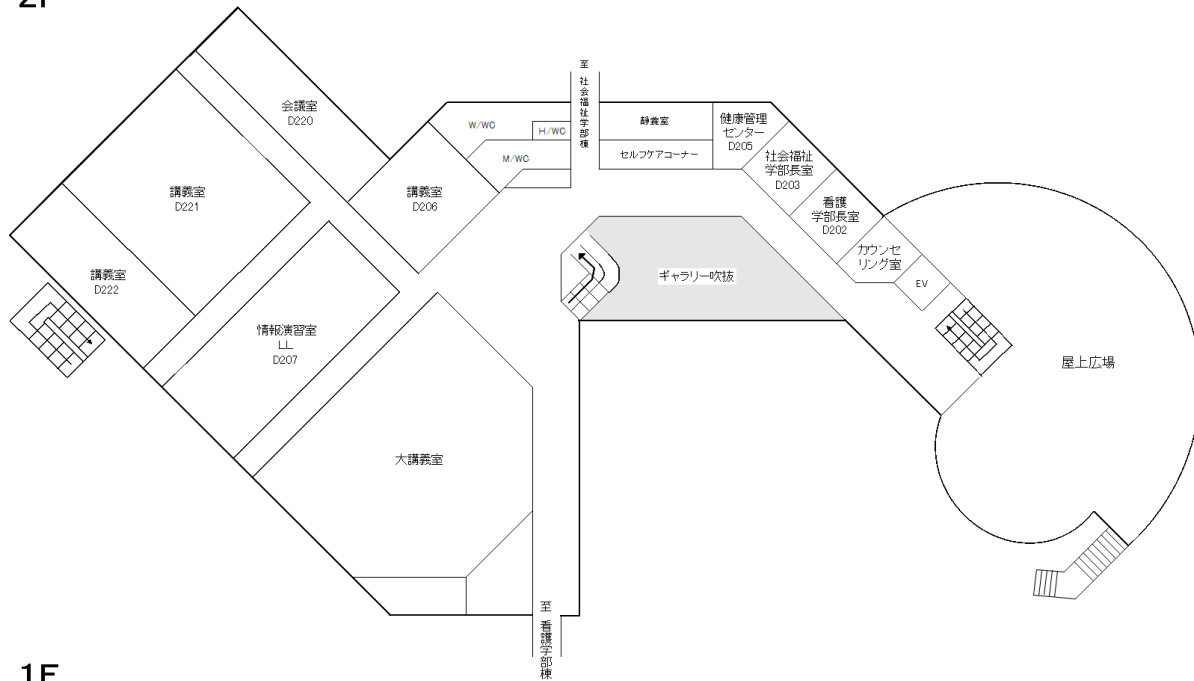 2F
会議室
D220
W/WC
H/WC
M/WC
至 社会福祉学部棟
静養室
セルフケアコーナー
健康管理
センター
D205
社会福祉
学部長室
D203
看護
学部長室
D202
カウンセ
リング室
EV
講義室
D221
講義室
D206
講義室
D222
情報演習室
LL
D207
ギャラリー吹抜
屋上広場
大講義室
至 看護学部棟
1F